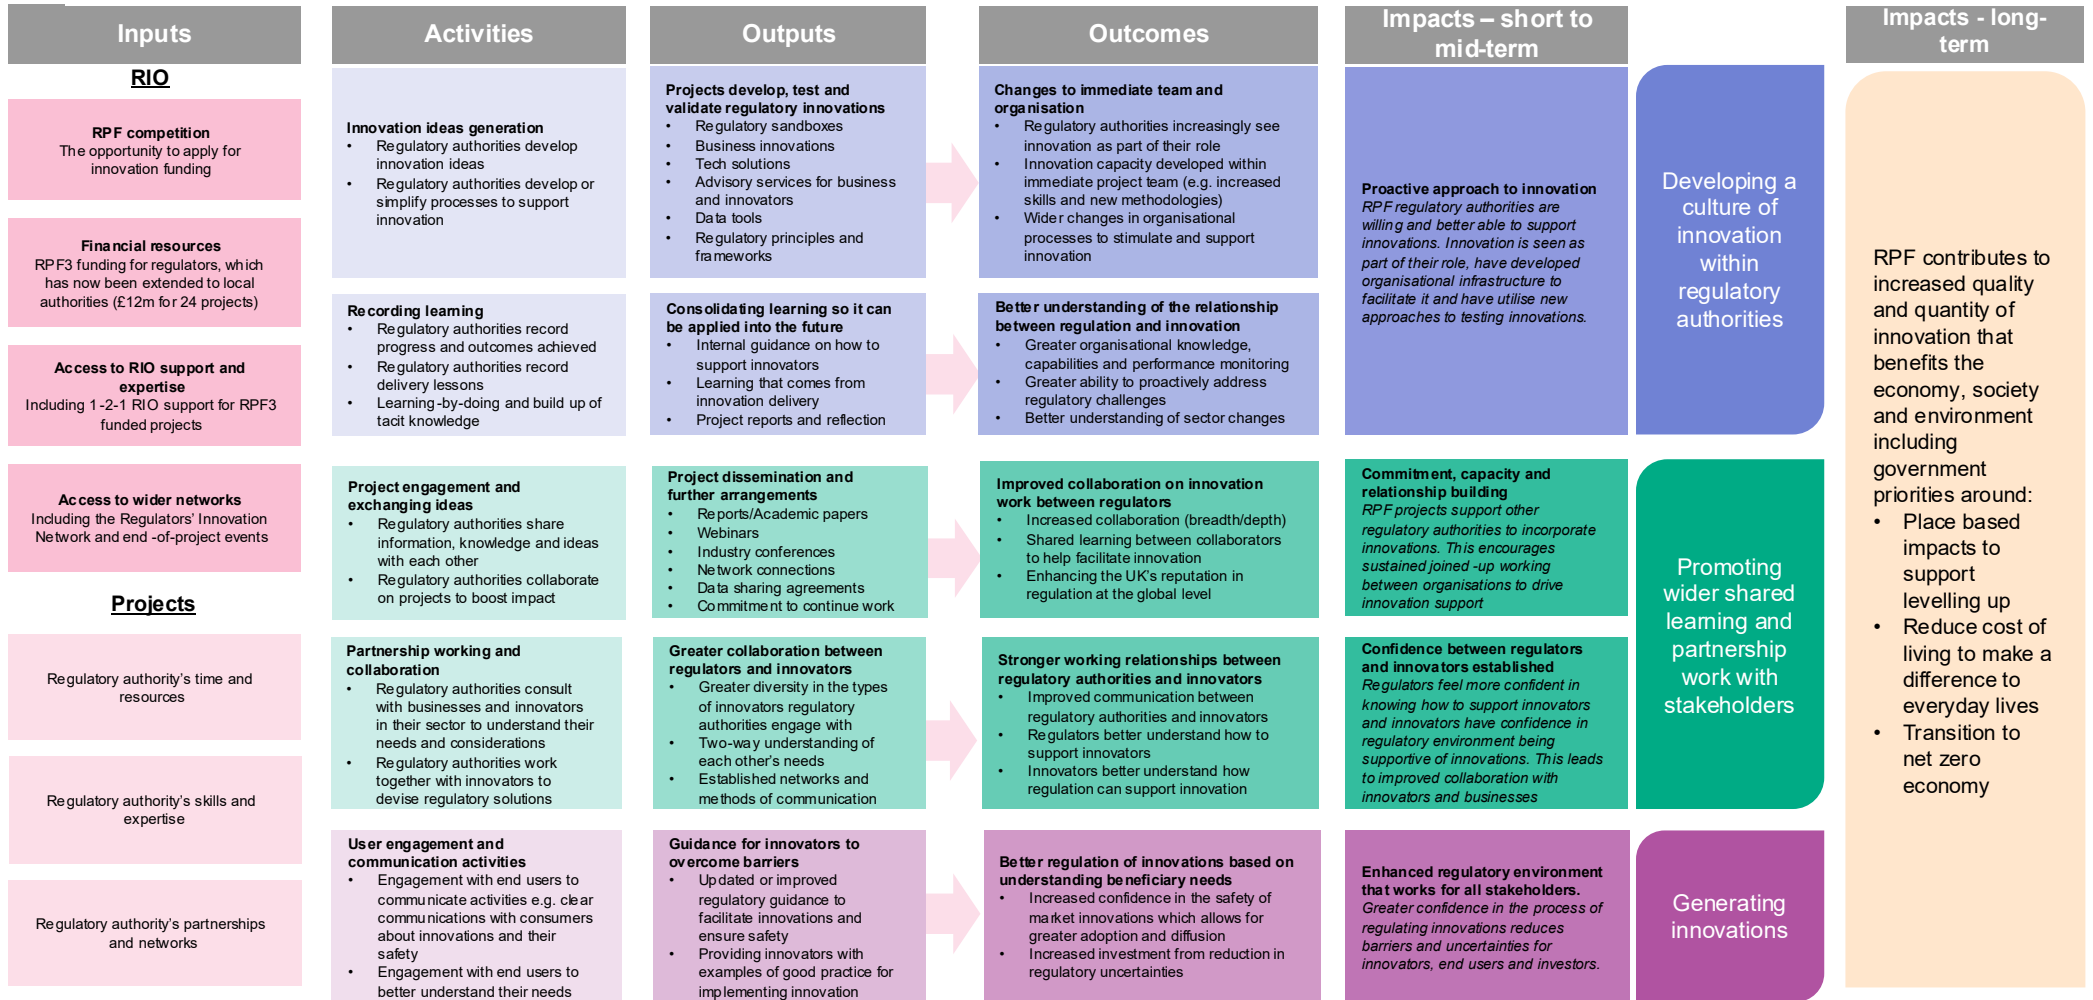 Inputs
Activities
Outputs
Outcomes
Impacts – short to
mid-term
Impacts - long-
term
RIO
RPF competition
The opportunity to apply for
innovation funding
Financial resources
RPF3 funding for regulators, which
has now been extended to local
authorities (£12m for 24 projects)
Access to RIO support and
expertise
Including 1-2-1 RIO support for RPF3
funded projects
Access to wider networks
Including the Regulators' Innovation
Network and end-of-project events
Projects
Regulatory authority's time and
resources
Regulatory authority's skills and
expertise
Regulatory authority's partnerships
and networks
Innovation ideas generation
• Regulatory authorities develop
innovation ideas
• Regulatory authorities develop or
simplify processes to support
innovation
Recording learning
• Regulatory authorities record
progress and outcomes achieved
• Regulatory authorities record
delivery lessons
• Learning-by-doing and build up of
tacit knowledge
Project engagement and
exchanging ideas
• Regulatory authorities share
information, knowledge and ideas
with each other
• Regulatory authorities collaborate
on projects to boost impact
Partnership working and
collaboration
• Regulatory authorities consult
with businesses and innovators
in their sector to understand their
needs and considerations
• Regulatory authorities work
together with innovators to
devise regulatory solutions
User engagement and
communication activities
• Engagement with end users to
communicate activities e.g. clear
communications with consumers
about innovations and their
safety
• Engagement with end users to
better understand their needs
Projects develop, test and
validate regulatory innovations
• Regulatory sandboxes
• Business innovations
• Tech solutions
• Advisory services for business
and innovators
• Data tools
• Regulatory principles and
frameworks
Consolidating learning so it can
be applied into the future
• Internal guidance on how to
support innovators
• Learning that comes from
innovation delivery
• Project reports and reflection
Project dissemination and
further arrangements
• Reports/Academic papers
• Webinars
• Industry conferences
• Network connections
• Data sharing agreements
• Commitment to continue work
Greater collaboration between
regulators and innovators
• Greater diversity in the types
of innovators regulatory
authorities engage with
• Two-way understanding of
each other's needs
• Established networks and
methods of communication
Guidance for innovators to
overcome barriers
• Updated or improved
regulatory guidance to
facilitate innovations and
ensure safety
• Providing innovators with
examples of good practice for
implementing innovation
Changes to immediate team and
organisation
• Regulatory authorities increasingly see
innovation as part of their role
• Innovation capacity developed within
immediate project team (e.g. increased
skills and new methodologies)
• Wider changes in organisational
processes to stimulate and support
innovation
Better understanding of the relationship
between regulation and innovation
• Greater organisational knowledge,
capabilities and performance monitoring
• Greater ability to proactively address
regulatory challenges
• Better understanding of sector changes
Improved collaboration on innovation
work between regulators
• Increased collaboration (breadth/depth)
• Shared learning between collaborators
to help facilitate innovation
• Enhancing the UK's reputation in
regulation at the global level
Stronger working relationships between
regulatory authorities and innovators
• Improved communication between
regulatory authorities and innovators
• Regulators better understand how to
support innovators
• Innovators better understand how
regulation can support innovation
Better regulation of innovations based on
understanding beneficiary needs
• Increased confidence in the safety of
market innovations which allows for
greater adoption and diffusion
• Increased investment from reduction in
regulatory uncertainties
Proactive approach to innovation
RPF regulatory authorities are
willing and better able to support
innovations. Innovation is seen as
part of their role, have developed
organisational infrastructure to
facilitate it and have utilise new
approaches to testing innovations.
Commitment, capacity and
relationship building
RPF projects support other
regulatory authorities to incorporate
innovations. This encourages
sustained joined-up working
between organisations to drive
innovation support
Confidence between regulators
and innovators established
Regulators feel more confident in
knowing how to support innovators
and innovators have confidence in
regulatory environment being
supportive of innovations. This leads
to improved collaboration with
innovators and businesses
Enhanced regulatory environment
that works for all stakeholders.
Greater confidence in the process of
regulating innovations reduces
barriers and uncertainties for
innovators, end users and investors.
Developing a
culture of
innovation
within
regulatory
authorities
Promoting
wider shared
learning and
partnership
work with
stakeholders
Generating
innovations
RPF contributes to
increased quality
and quantity of
innovation that
benefits the
economy, society
and environment
including
government
priorities around:
• Place based
impacts to
support
levelling up
• Reduce cost of
living to make a
difference to
everyday lives
• Transition to
net zero
economy